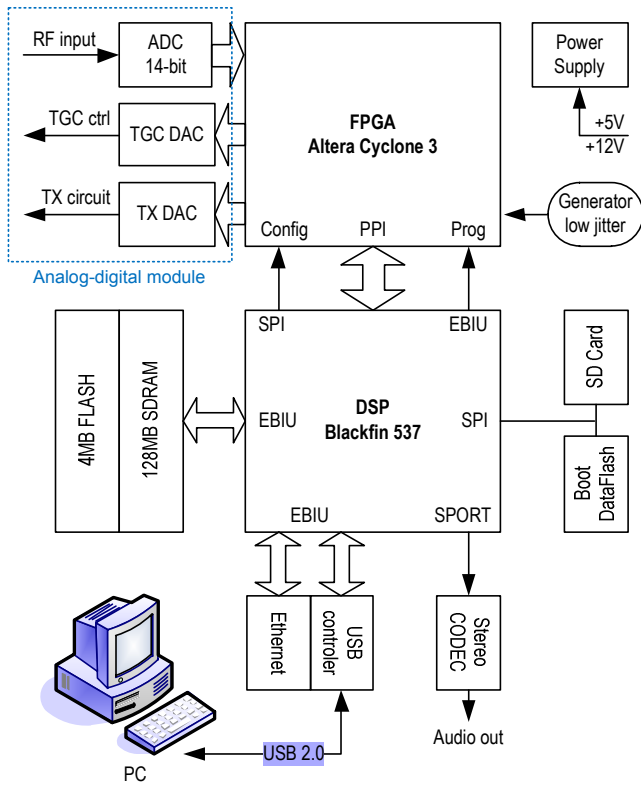 RF input
ADC
14-bit
TGC ctrl
TGC DAC
TX circuit
TX DAC
Analog-digital module
FPGA
Altera Cyclone 3
Config
PPI
Prog
Power
Supply
+5V
+12V
Generator
low jitter
SPI
EBIU
DSP
Blackfin 537
EBIU
SPI
EBIU
SPORT
4MB FLASH
128MB SDRAM
SD Card
Boot
DataFlash
Ethernet
USB
controler
Stereo
CODEC
Audio out
USB 2.0
PC